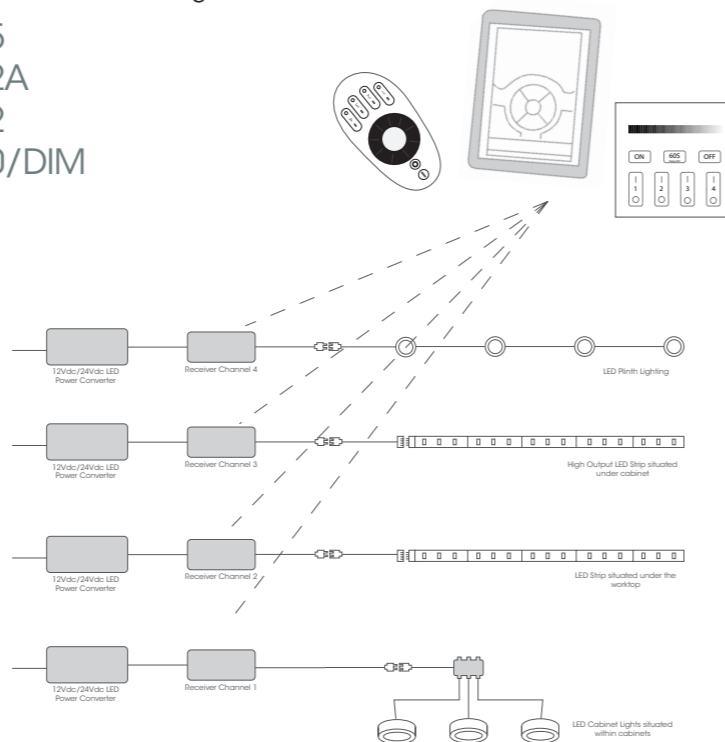 /DIM
ON
605
OFF
1
2
3
4
12Vdc/24Vdc LED
Power Converter
Receiver Channel 4
LED Plinth Lighting
12Vdc/24Vdc LED
Power Converter
Receiver Channel 3
High Output LED Strip situated
under cabinet
12Vdc/24Vdc LED
Power Converter
Receiver Channel 2
LED Strip situated under the
worktop
12Vdc/24Vdc LED
Power Converter
Receiver Channel 1
LED Cabinet Lights situated
within cabinets